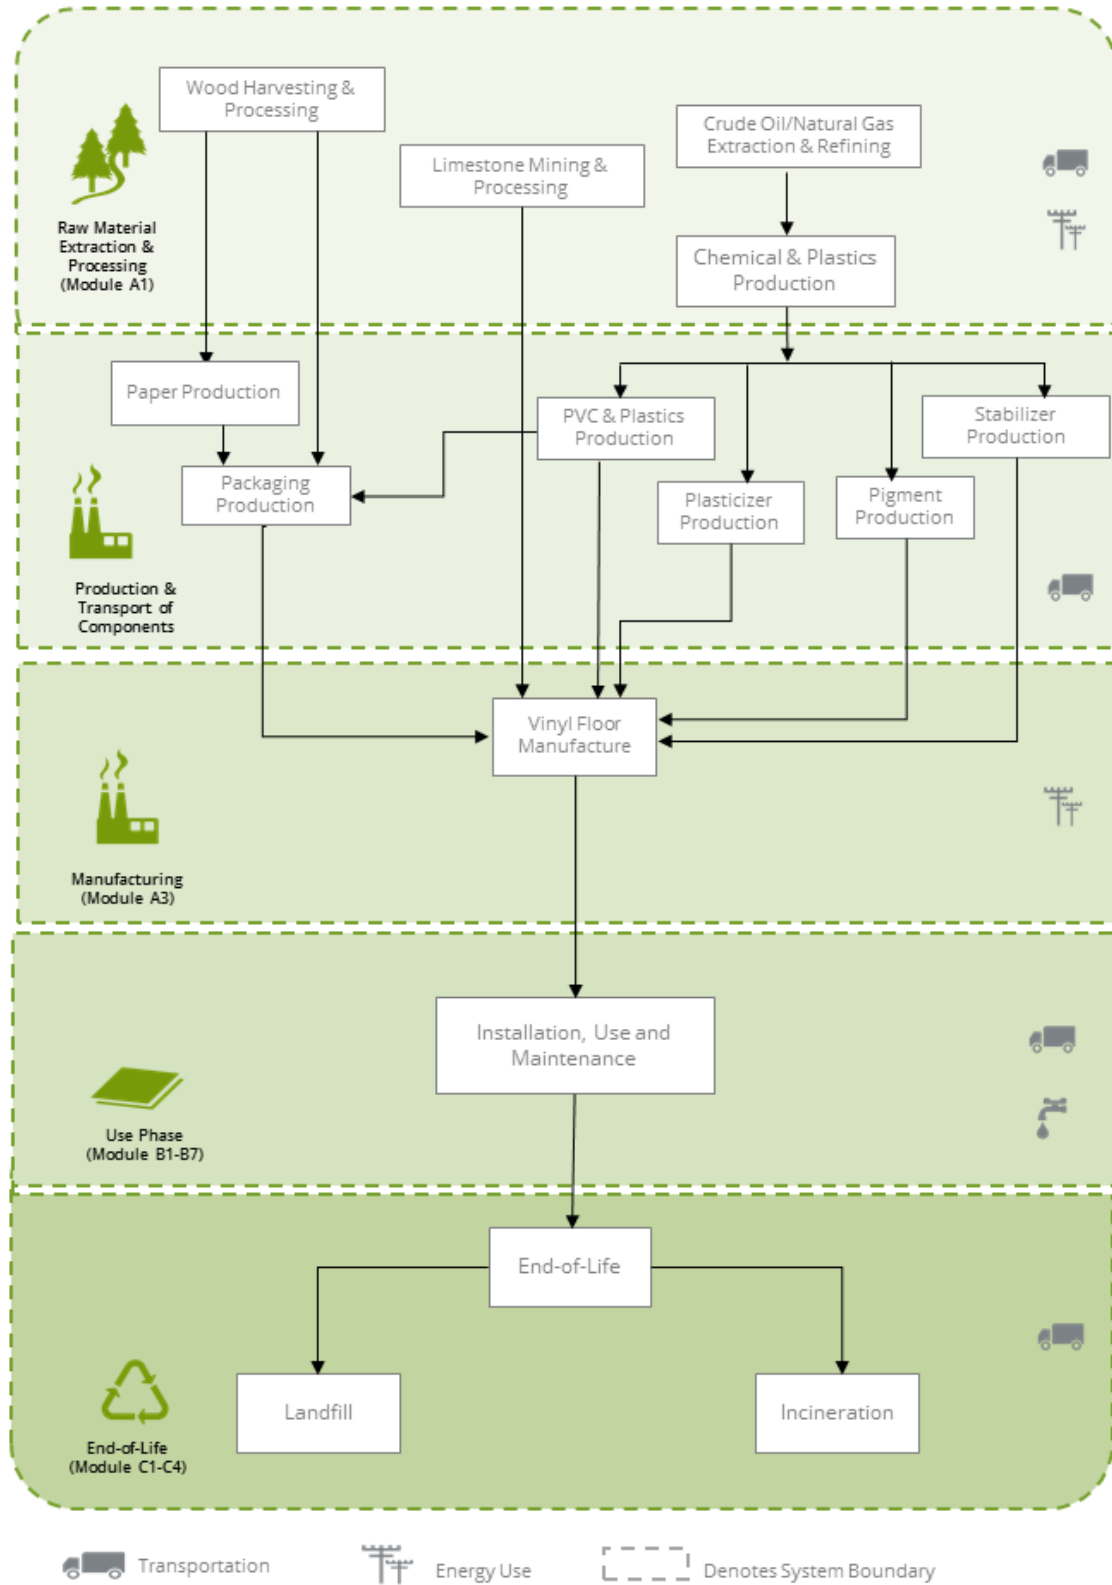 Wood Harvesting &
Processing
Crude Oil/Natural Gas
Extraction & Refining
Limestone Mining &
Processing
Raw Material
Extraction &
Processing
(Module A1)
Chemical & Plastics
Production
Paper Production
PVC & Plastics
Production
Stabilizer
Production
Packaging
Production
Plasticizer
Production
Pigment
Production
Production &
Transport of
Components
Vinyl Floor
Manufacture
Manufacturing
(Module A3)
Installation, Use and
Maintenance
Use Phase
(Module B1-B7)
End-of-Life
Landfill
Incineration
End-of-Life
(Module C1-C4)
Transportation
Energy Use
Denotes System Boundary